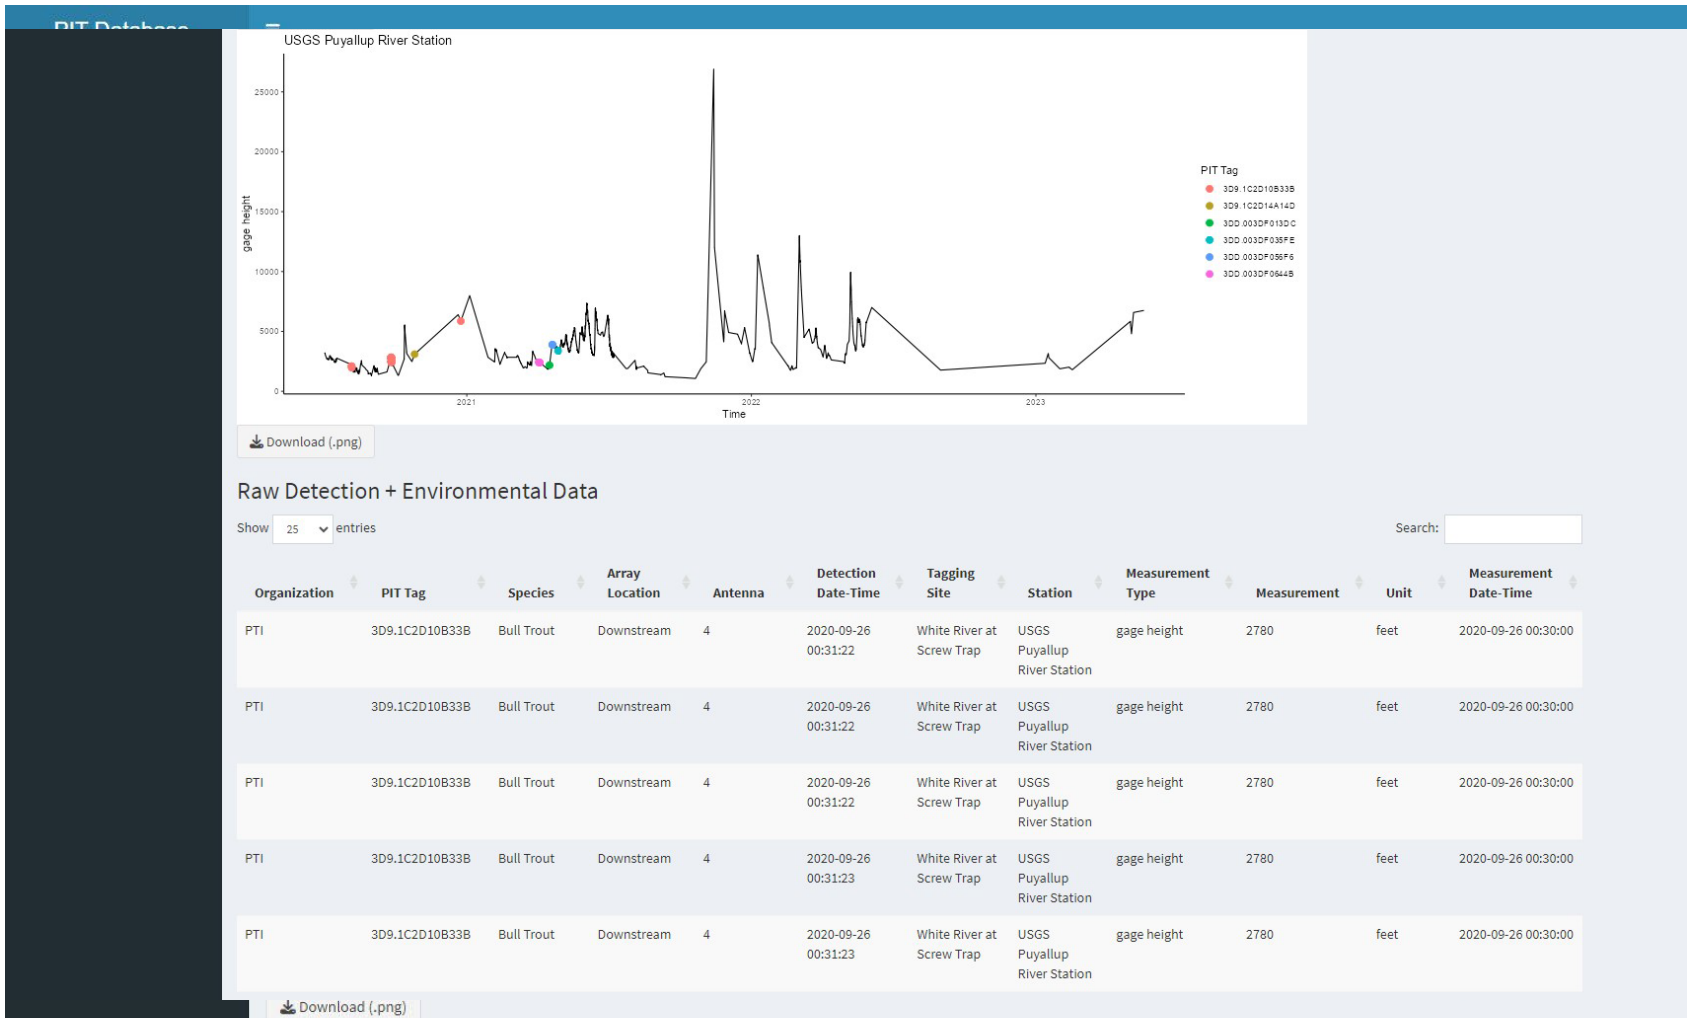 PIT Database
USGS Puyallup River Station
25000
20000
15000
10000
5000
0
gage height
2021 2022 2023
Time
PIT Tag
3D9.1C2D10B33B
3D9.1C2D14A14D
3DD.003DF013DC
3DD.003DF035FE
3DD.003DF056F6
3DD.003DF0644B
Download (.png)
Raw Detection + Environmental Data
Show 25 entries Search:
Array Detection Tagging Measurement Measurement
Organization PIT Tag Species Location Antenna Date-Time Site Station Type Measurement Unit Date-Time
PTI 3D9.1C2D10B33B Bull Trout Downstream 4 2020-09-26 White River at USGS gage height 2780 feet 2020-09-26 00:30:00
00:31:22 Screw Trap Puyallup
River Station
PTI 3D9.1C2D10B33B Bull Trout Downstream 4 2020-09-26 White River at USGS gage height 2780 feet 2020-09-26 00:30:00
00:31:22 Screw Trap Puyallup
River Station
PTI 3D9.1C2D10B33B Bull Trout Downstream 4 2020-09-26 White River at USGS gage height 2780 feet 2020-09-26 00:30:00
00:31:22 Screw Trap Puyallup
River Station
PTI 3D9.1C2D10B33B Bull Trout Downstream 4 2020-09-26 White River at USGS gage height 2780 feet 2020-09-26 00:30:00
00:31:23 Screw Trap Puyallup
River Station
PTI 3D9.1C2D10B33B Bull Trout Downstream 4 2020-09-26 White River at USGS gage height 2780 feet 2020-09-26 00:30:00
00:31:23 Screw Trap Puyallup
River Station
Download (.png)